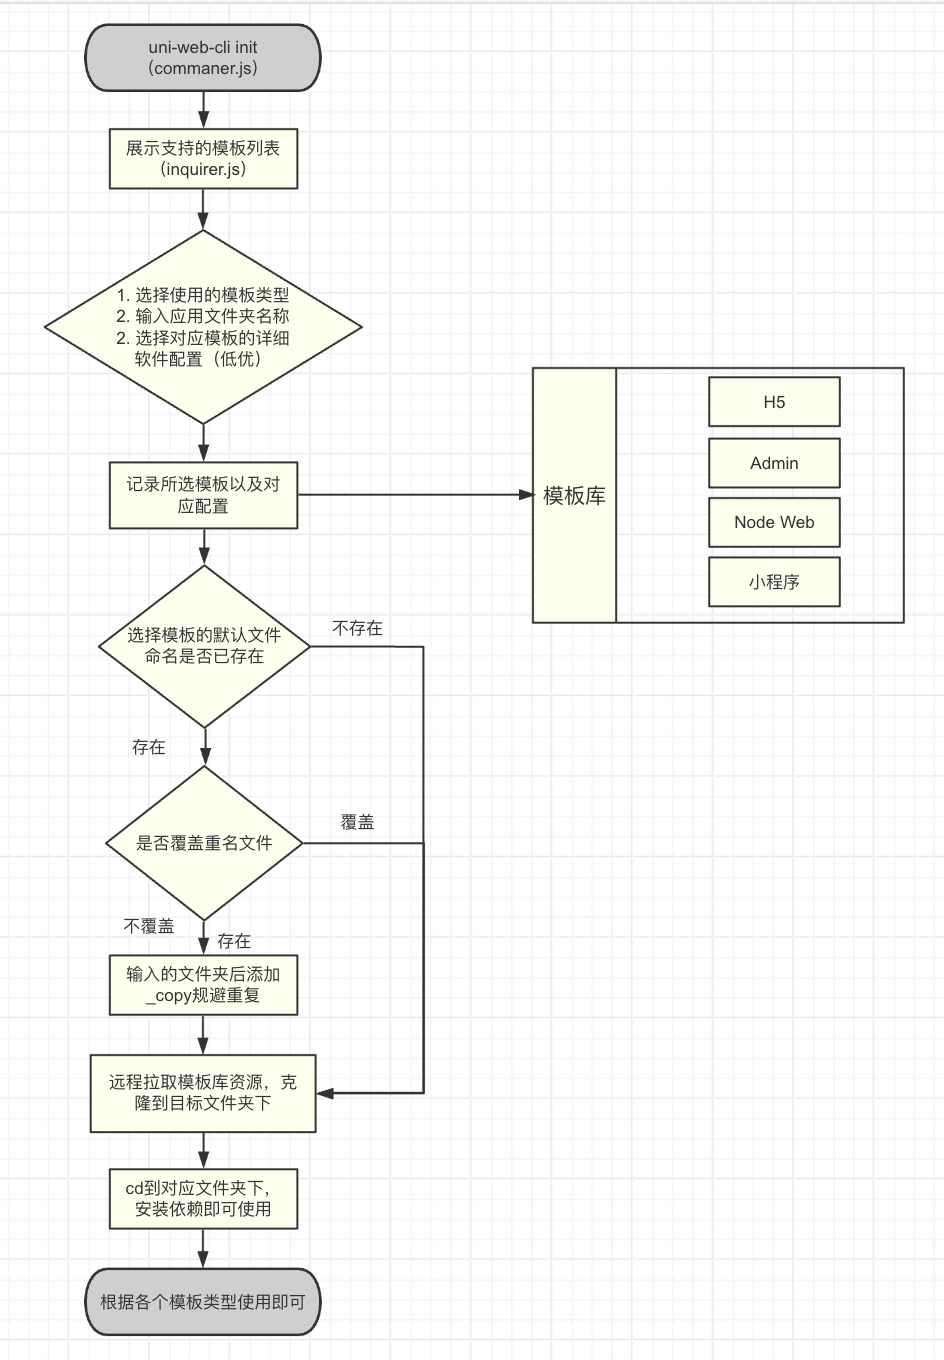 uni-web-cli init
（commaner.js）
展示支持的模板列表
（inquirer.js）
1. 选择使用的模板类型
2. 输入应用文件夹名称
2. 选择对应模板的详细
软件配置（低优）
记录所选模板以及对
应配置
模板库
H5
Admin
Node Web
小程序
选择模板的默认文件
命名是否已存在
不存在
存在
是否覆盖重名文件
覆盖
不覆盖
存在
输入的文件夹后添加
_copy规避重复
远程拉取模板库资源，克
隆到目标文件夹下
cd到对应文件夹下，
安装依赖即可使用
根据各个模板类型使用即可